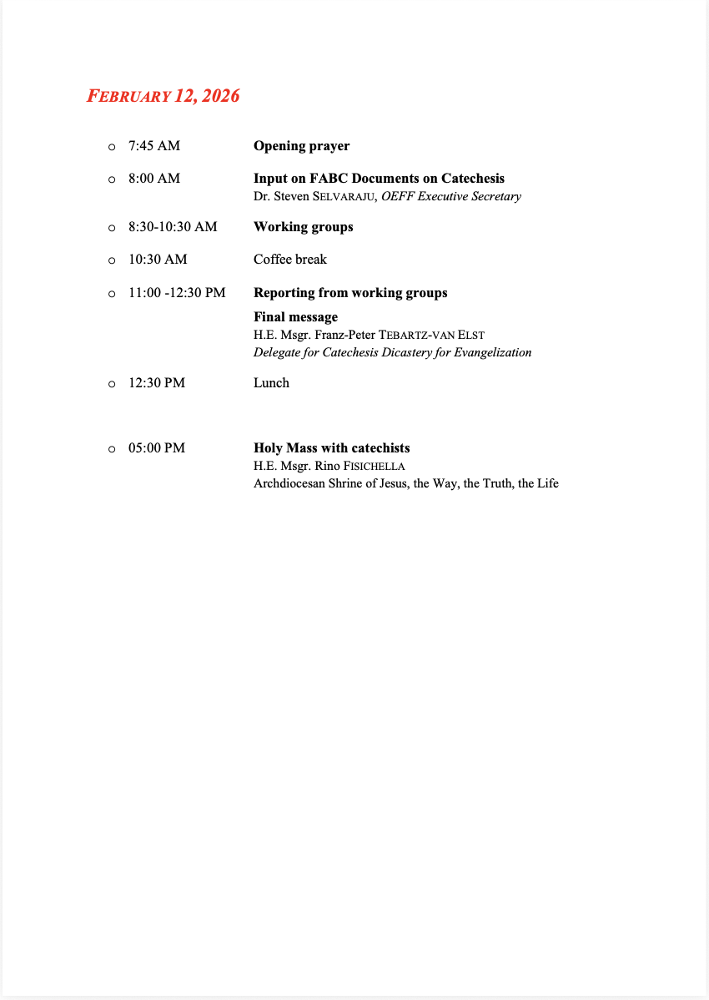 FEBRUARY 12, 2026
o 7:45 AM Opening prayer
o 8:00 AM Input on FABC Documents on Catechesis
Dr. Steven SELVARAJU, OEFF Executive Secretary
o 8:30-10:30 AM Working groups
o 10:30 AM Coffee break
o 11:00 -12:30 PM Reporting from working groups
Final message
H.E. Msgr. Franz-Peter TEBARTZ-VAN ELST
Delegate for Catechesis Dicastery for Evangelization
o 12:30 PM Lunch
o 05:00 PM Holy Mass with catechists
H.E. Msgr. Rino FISICHELLA
Archdiocesan Shrine of Jesus, the Way, the Truth, the Life